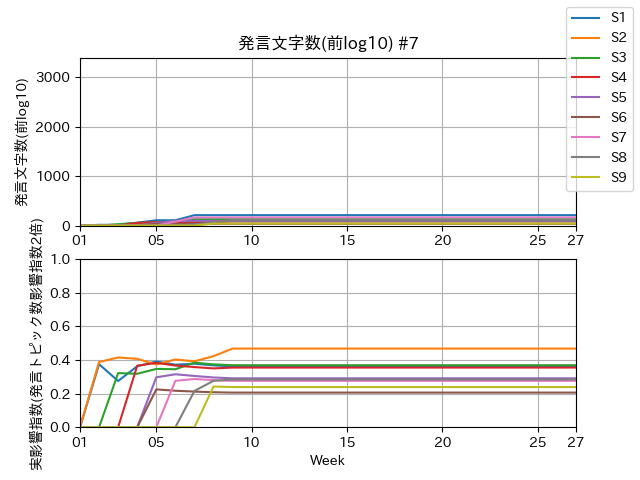 発言文字数(前log10) #7
発言文字数(前log10)
3000
2000
1000
0
01 05 10 15 20 25 27
S1
S2
S3
S4
S5
S6
S7
S8
S9
実影響指数(発言トピック数影響指数2倍)
1.0
0.8
0.6
0.4
0.2
0.0
01 05 10 15 20 25 27
Week